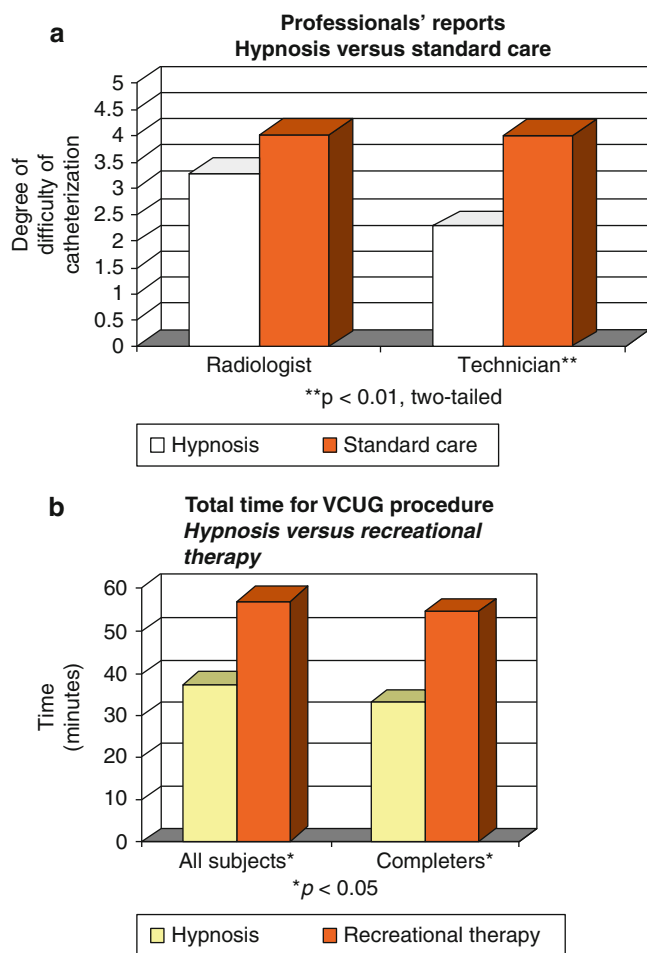 a
Professionals’ reports
Hypnosis versus standard care
Degree of
difficulty of
catheterization
5
4.5
4
3.5
3
2.5
2
1.5
1
0.5
0
Radiologist Technician**
**p < 0.01, two-tailed
Hypnosis Standard care
b
Total time for VCUG procedure
Hypnosis versus recreational
therapy
Time
(minutes)
60
50
40
30
20
10
0
All subjects* Completers*
*p < 0.05
Hypnosis Recreational therapy